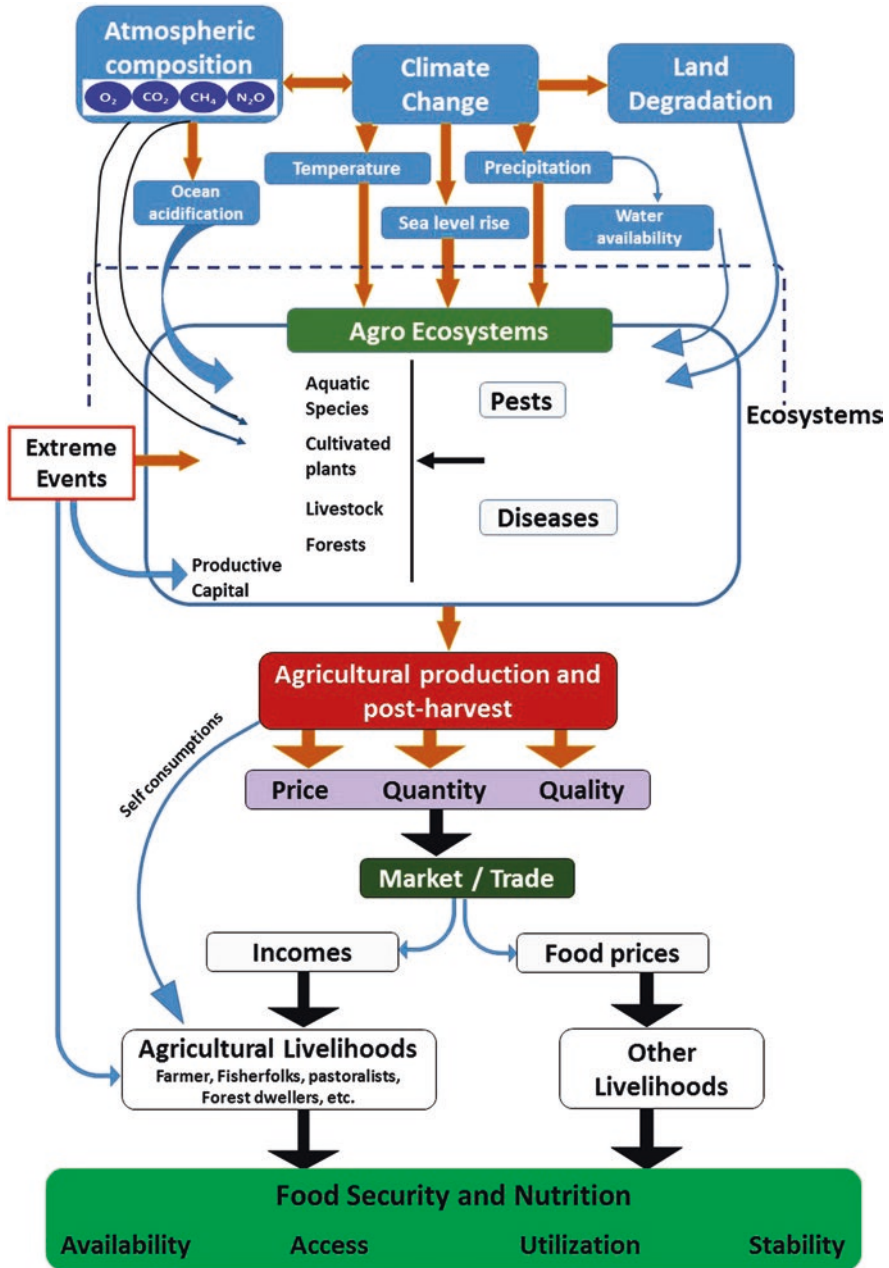 Atmospheric
composition
O₂ CO₂ CH₄ N₂O
Climate
Change
Land
Degradation
Temperature
Precipitation
Ocean
acidification
Sea level rise
Water
availability
Agro Ecosystems
Aquatic
Species
Pests
Ecosystems
Extreme
Events
Cultivated
plants
Livestock
Diseases
Forests
Productive
Capital
Agricultural production and
post-harvest
Self consumptions
Price Quantity Quality
Market / Trade
Incomes
Food prices
Agricultural Livelihoods
Farmer, Fisherfolks, pastoralists,
Forest dwellers, etc.
Other
Livelihoods
Food Security and Nutrition
Availability Access Utilization Stability